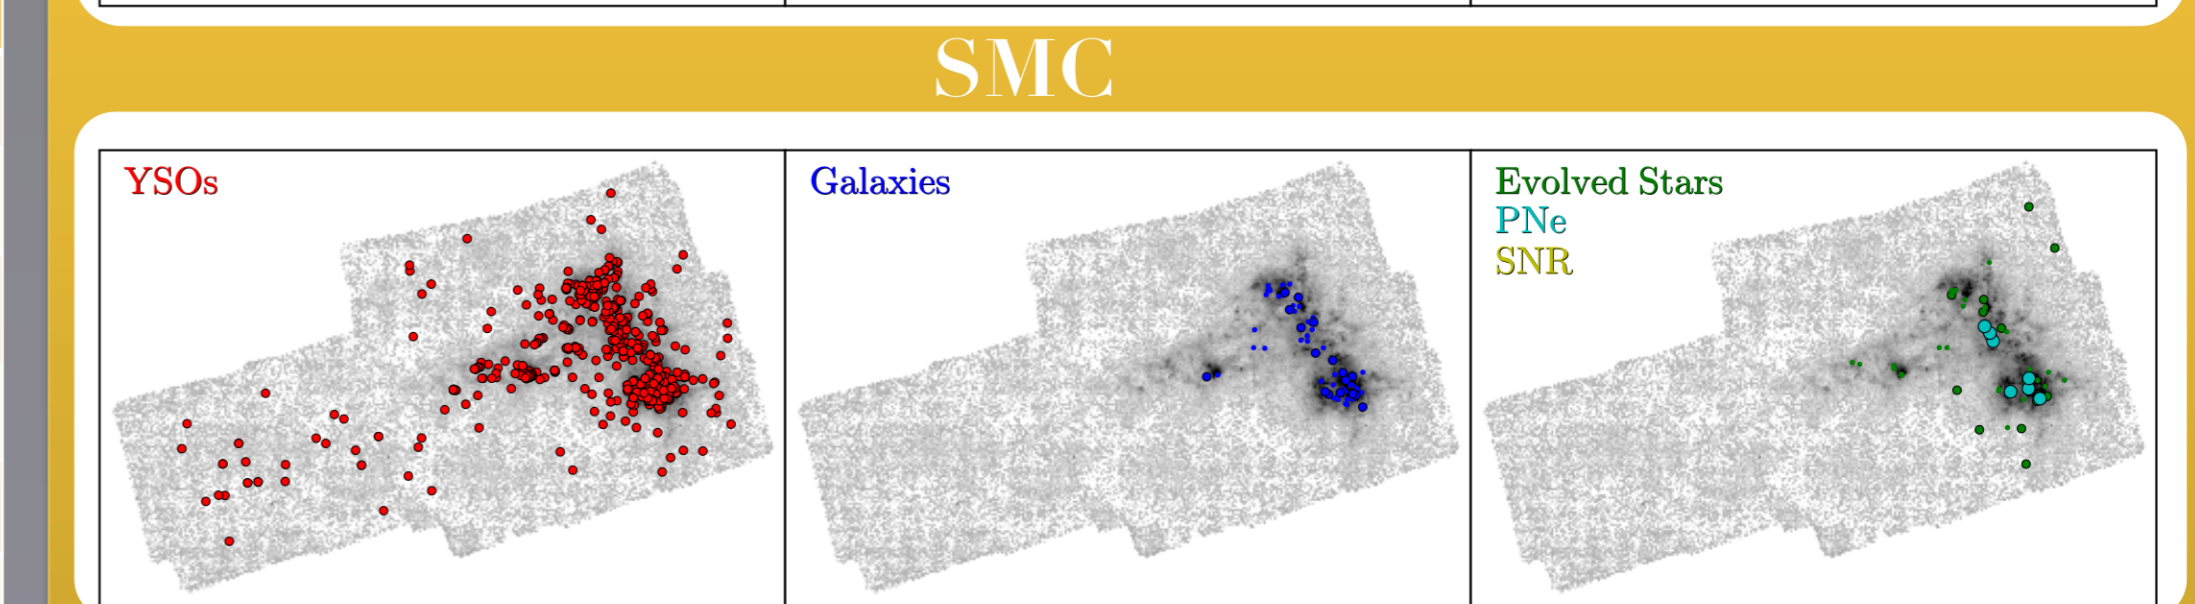 SMC
YSOs
Galaxies
Evolved Stars
PNe
SNR